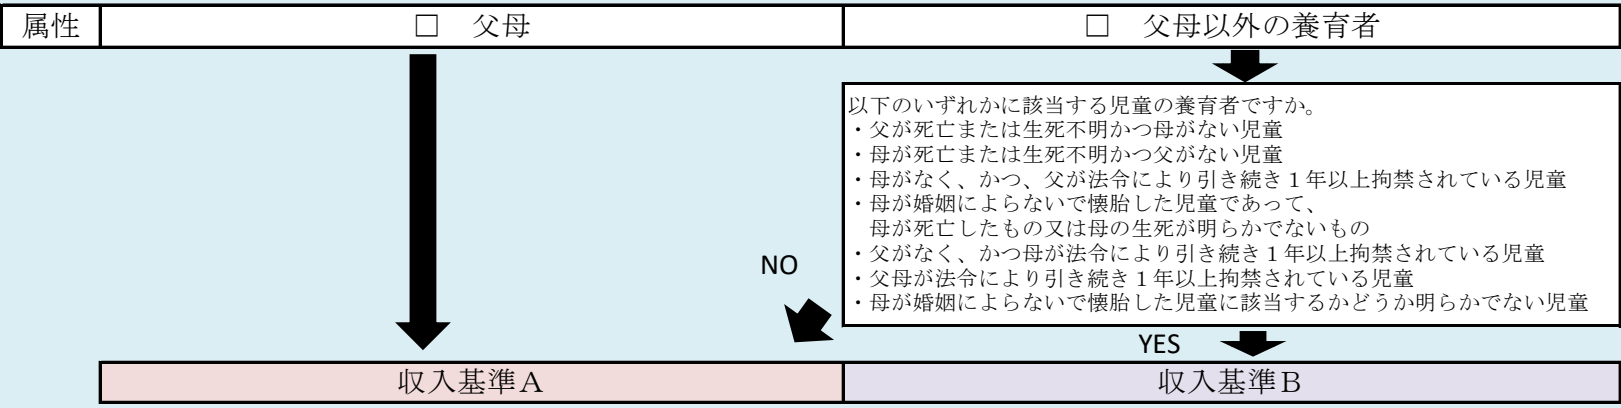 属性
□　父母
□　父母以外の養育者
以下のいずれかに該当する児童の養育者ですか。
・父が死亡または生死不明かつ母がない児童
・母が死亡または生死不明かつ父がない児童
・母がなく、かつ、父が法令により引き続き１年以上拘禁されている児童
・母が婚姻によらないで懐胎した児童であって、
　母が死亡したもの又は母の生死が明らかでないもの
・父がなく、かつ母が法令により引き続き１年以上拘禁されている児童
・父母が法令により引き続き１年以上拘禁されている児童
・母が婚姻によらないで懐胎した児童に該当するかどうか明らかでない児童
NO
YES
収入基準Ａ
収入基準Ｂ